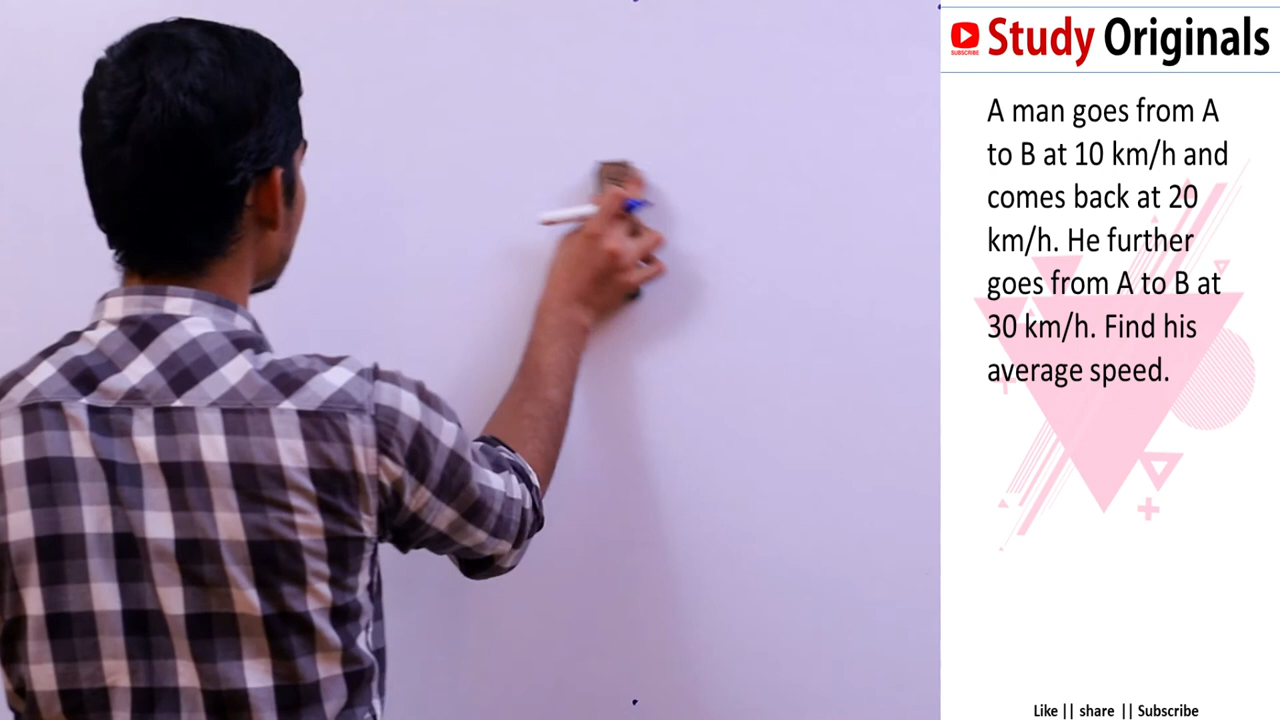 SUBSCRIBE
Study Originals
A man goes from A
to B at 10 km/h and
comes back at 20
km/h. He further
goes from A to B at
30 km/h. Find his
average speed.
Like || share || Subscribe